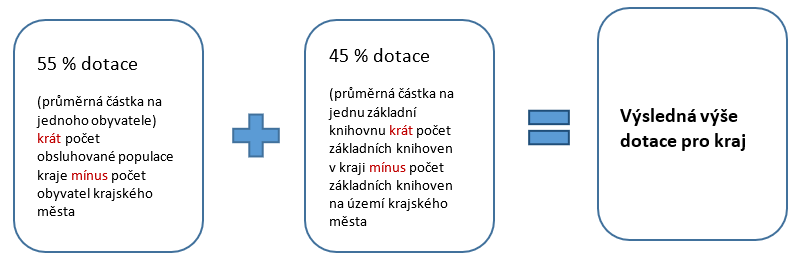 55 % dotace
(průměrná částka na
jednoho obyvatele)
krát počet
obsluhované populace
kraje mínus počet
obyvatel krajského
města
45 % dotace
(průměrná částka na
jednu základní
knihovnu krát počet
základních knihoven
v kraji mínus počet
základních knihoven
na území krajského
města
Výsledná výše
dotace pro kraj